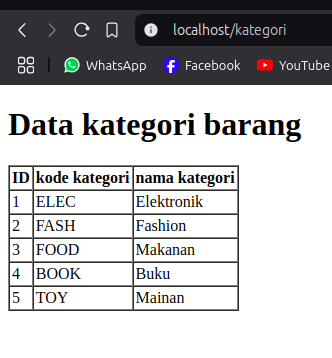 localhost/kategori
WhatsApp Facebook YouTube
Data kategori barang
ID kode kategori nama kategori
1 ELEC Elektronik
2 FASH Fashion
3 FOOD Makanan
4 BOOK Buku
5 TOY Mainan